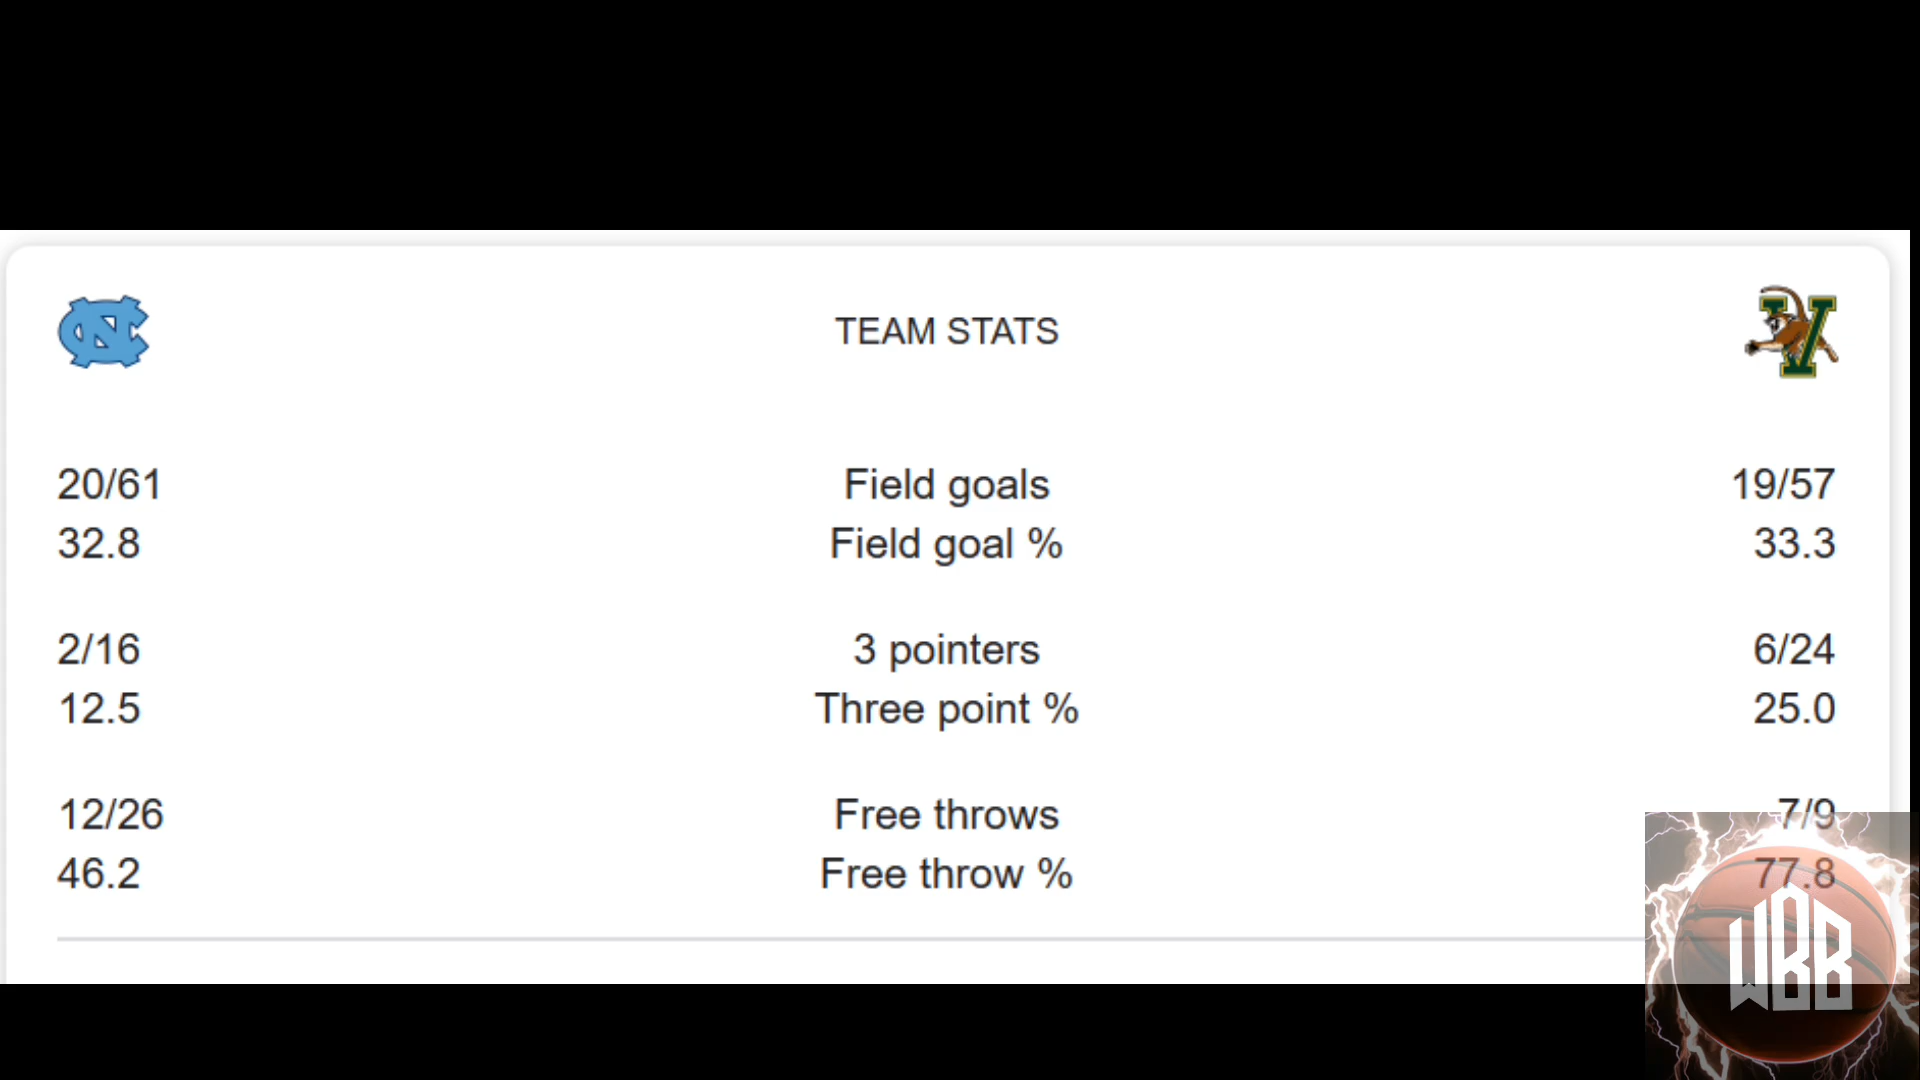 NC
TEAM STATS
V
20/61 Field goals 19/57
32.8 Field goal % 33.3
2/16 3 pointers 6/24
12.5 Three point % 25.0
12/26 Free throws 7/9
46.2 Free throw % 77.8
WBB